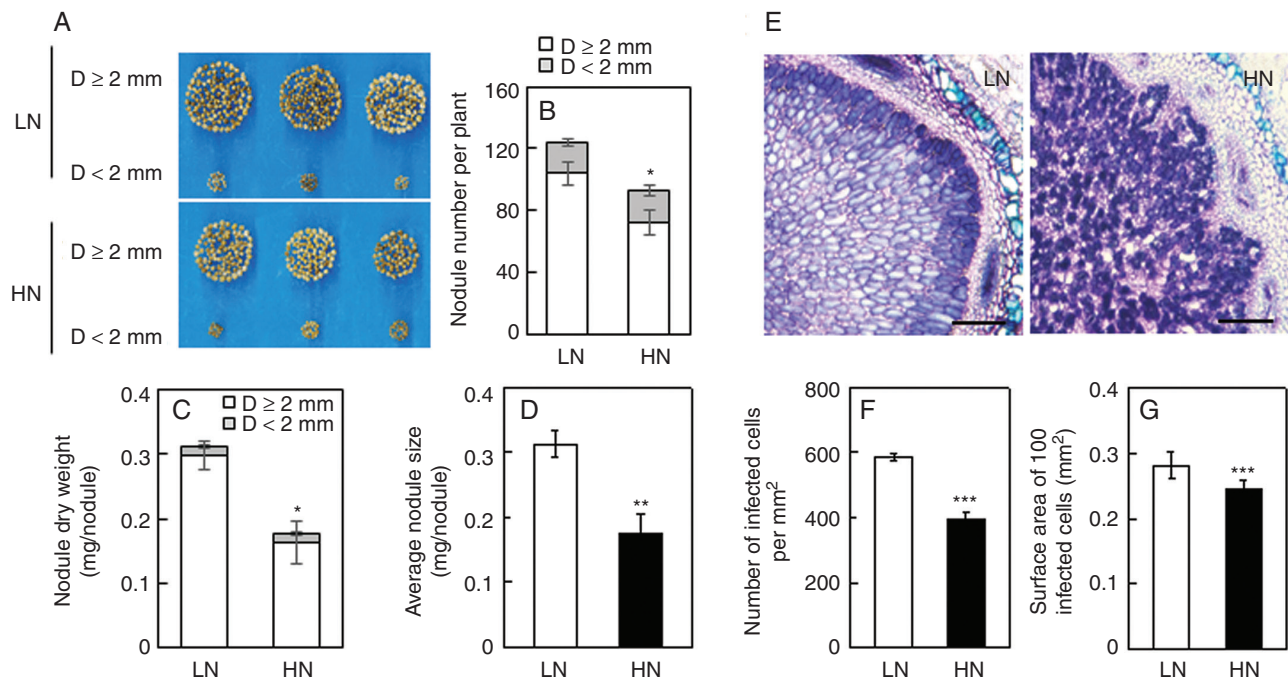 A
LN
D ≥ 2 mm
D < 2 mm
HN
D ≥ 2 mm
D < 2 mm
D ≥ 2 mm
D < 2 mm
B
Nodule number per plant
160
120
80
40
0
*
LN
HN
E
LN
HN
C
D ≥ 2 mm
D < 2 mm
Nodule dry weight
(mg/nodule)
0.4
0.3
0.2
0.1
0
*
LN
HN
D
Average nodule size
(mg/nodule)
0.4
0.3
0.2
0.1
0
**
LN
HN
F
Number of infected cells
per mm²
800
600
400
200
0
***
LN
HN
G
Surface area of 100
infected cells (mm²)
0.4
0.3
0.2
0.1
0
***
LN
HN